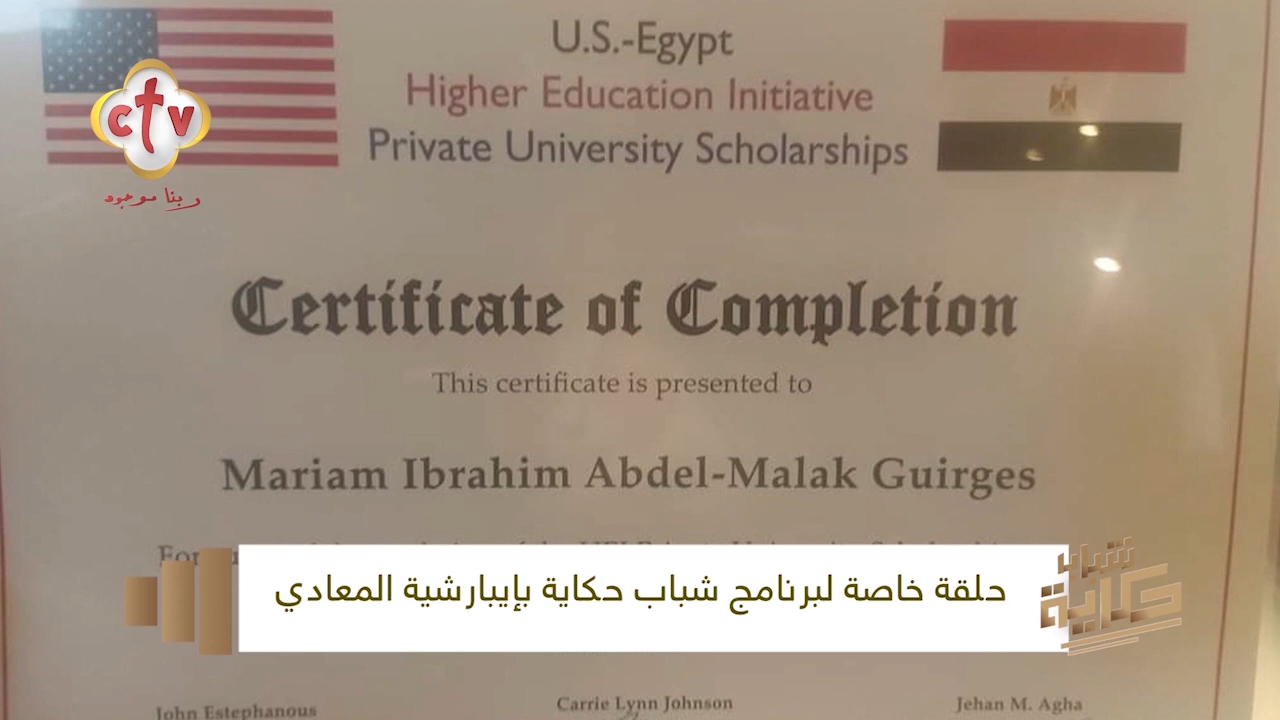 U.S.-Egypt
Higher Education Initiative
Private University Scholarships
ctv
ربنا موجود
Certificate of Completion
This certificate is presented to
Mariam Ibrahim Abdel-Malak Guirges
حلقة خاصة لبرنامج شباب حكاية بإيبارشية المعادي
شباب
حكاية
John Estephanous
Carrie Lynn Johnson
Jehan M. Agha